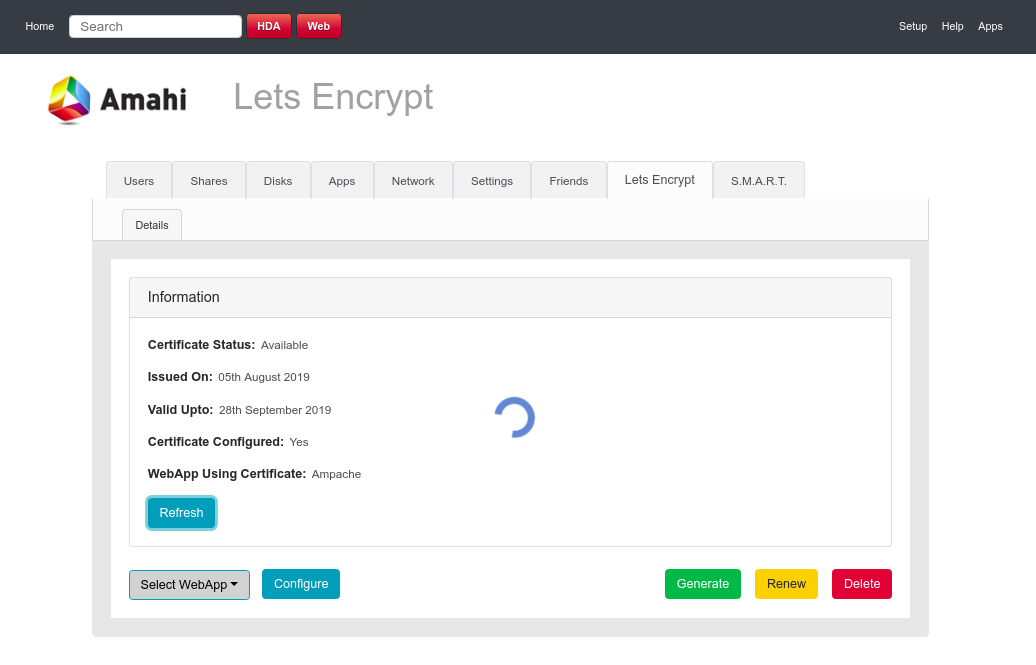 Home Search HDA Web Setup Help Apps
Amahi Lets Encrypt
Users Shares Disks Apps Network Settings Friends Lets Encrypt S.M.A.R.T.
Details
Information
Certificate Status: Available
Issued On: 05th August 2019
Valid Upto: 28th September 2019
Certificate Configured: Yes
WebApp Using Certificate: Ampache
Refresh
Select WebApp Configure Generate Renew Delete